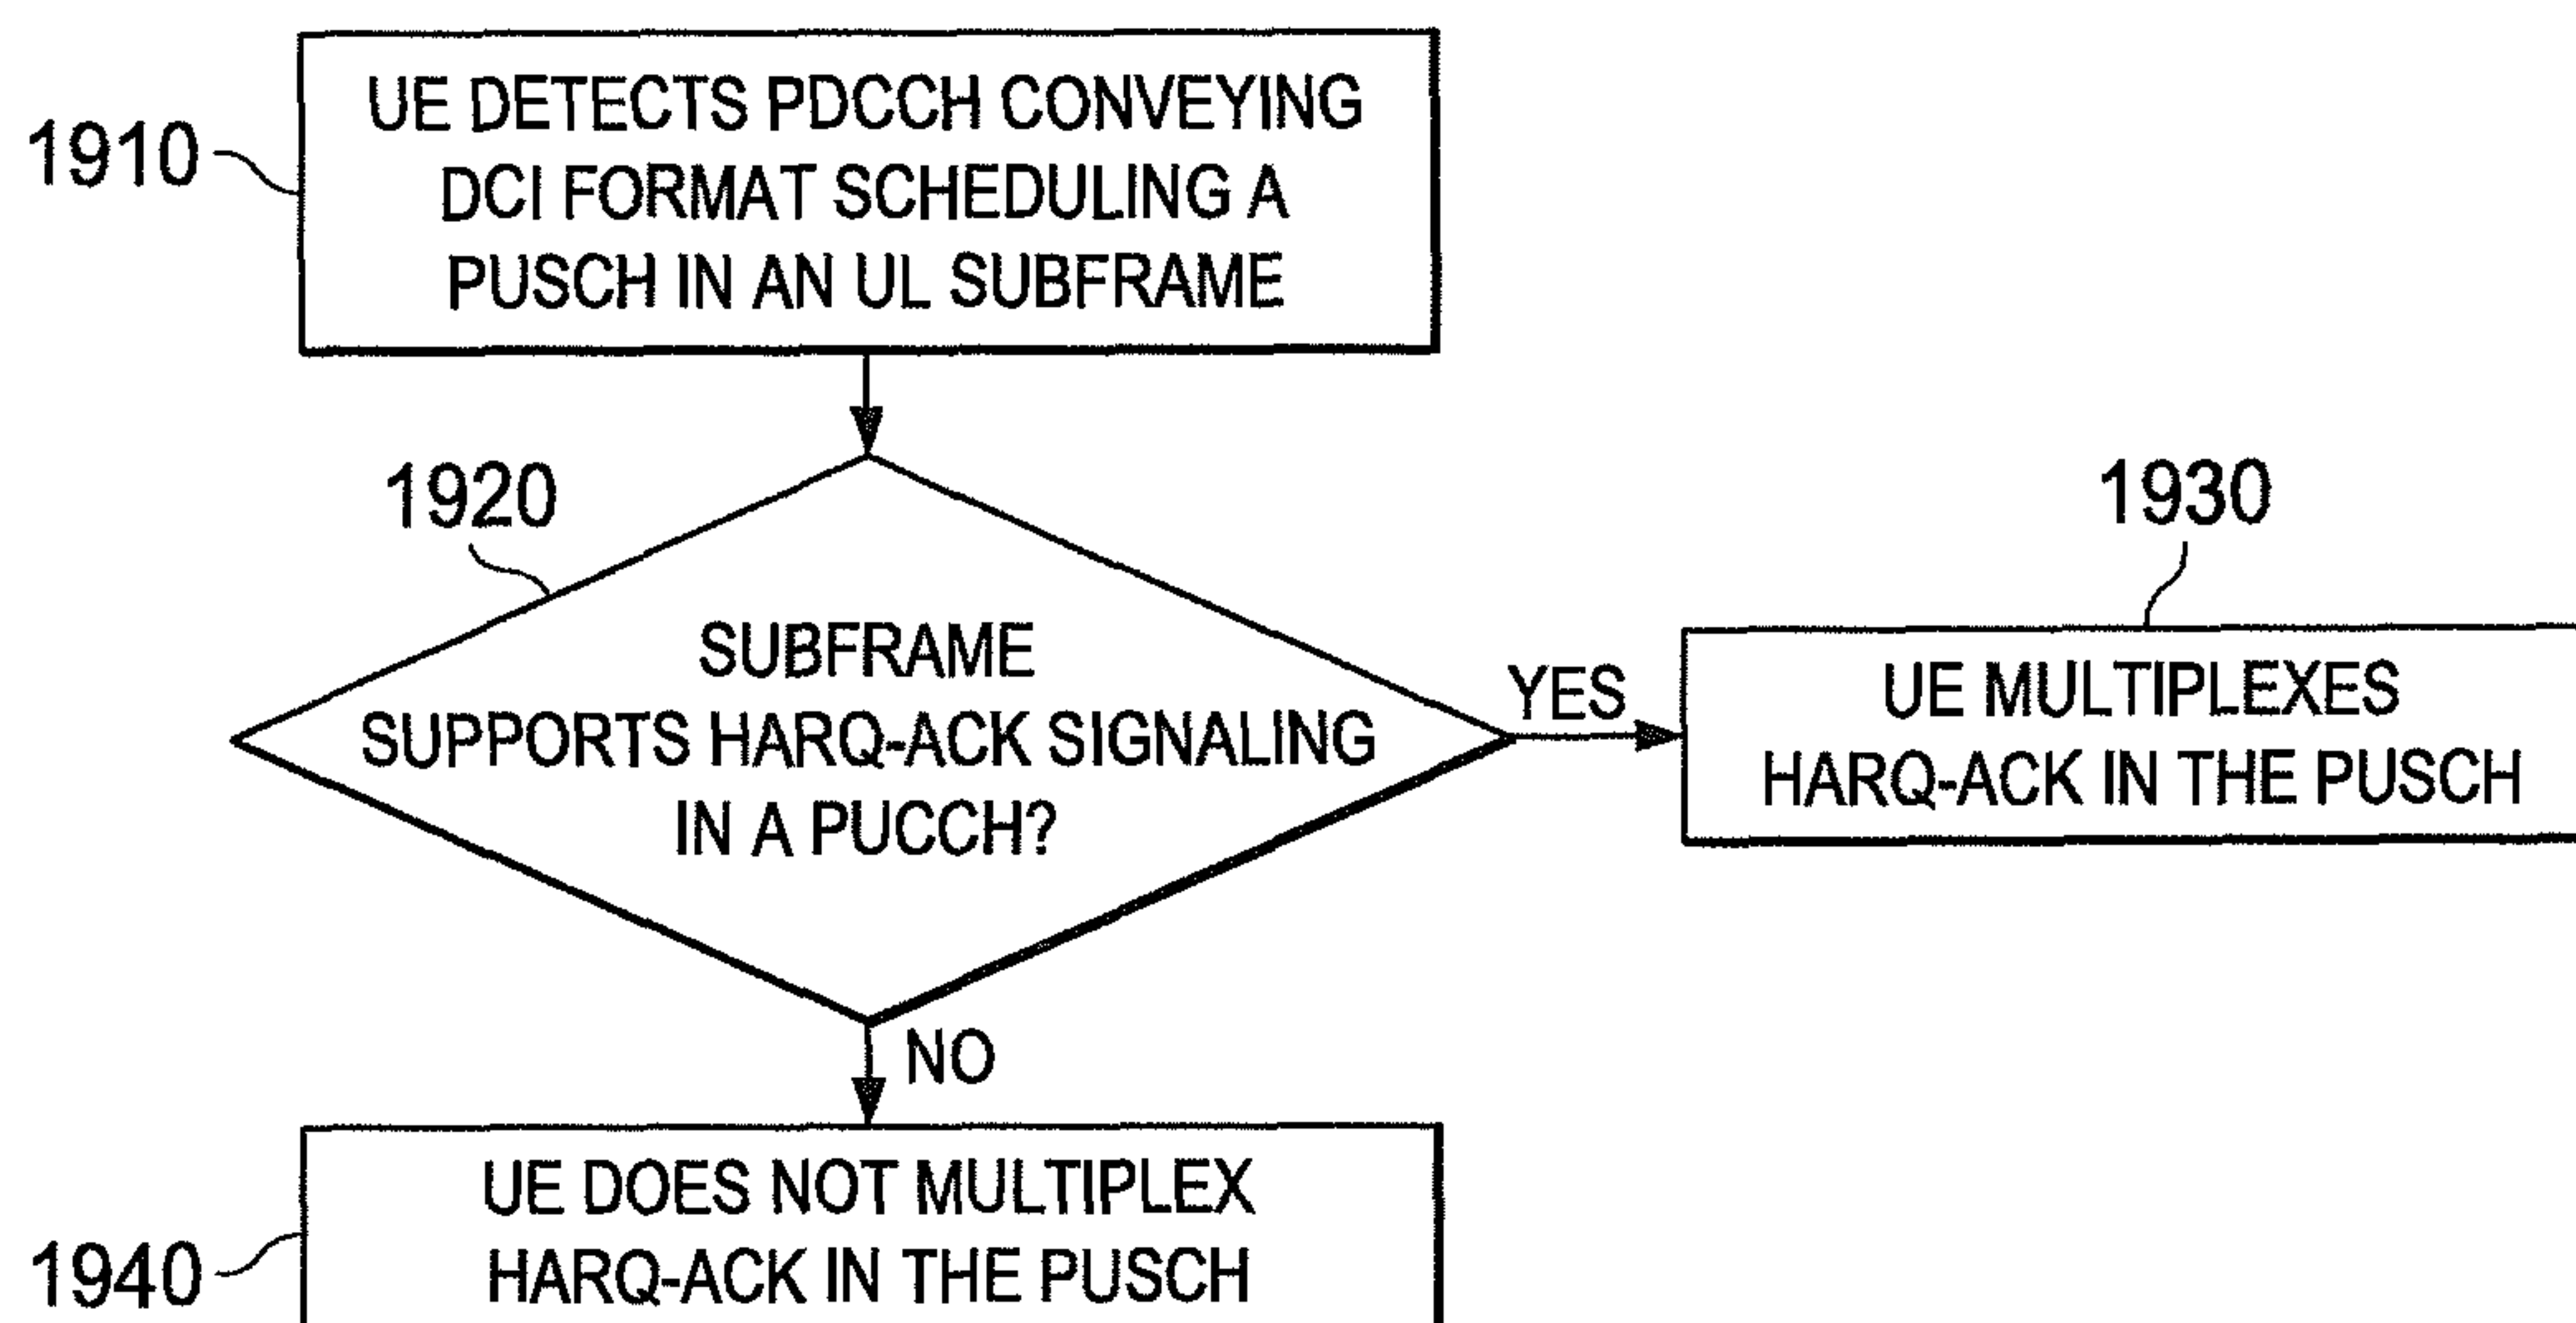 1910
UE DETECTS PDCCH CONVEYING
DCI FORMAT SCHEDULING A
PUSCH IN AN UL SUBFRAME
1920
SUBFRAME
SUPPORTS HARQ-ACK SIGNALING
IN A PUCCH?
YES
1930
UE MULTIPLEXES
HARQ-ACK IN THE PUSCH
NO
1940
UE DOES NOT MULTIPLEX
HARQ-ACK IN THE PUSCH